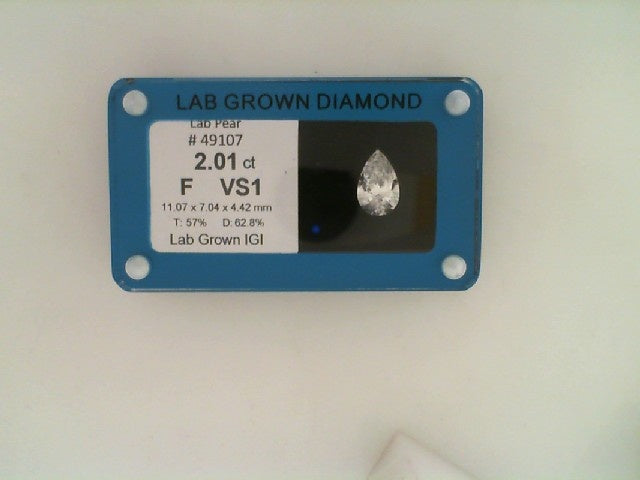 LAB GROWN DIAMOND
Lab Pear
# 49107
2.01 ct
F VS1
11.07 x 7.04 x 4.42 mm
T: 57% D: 62.8%
Lab Grown IGI